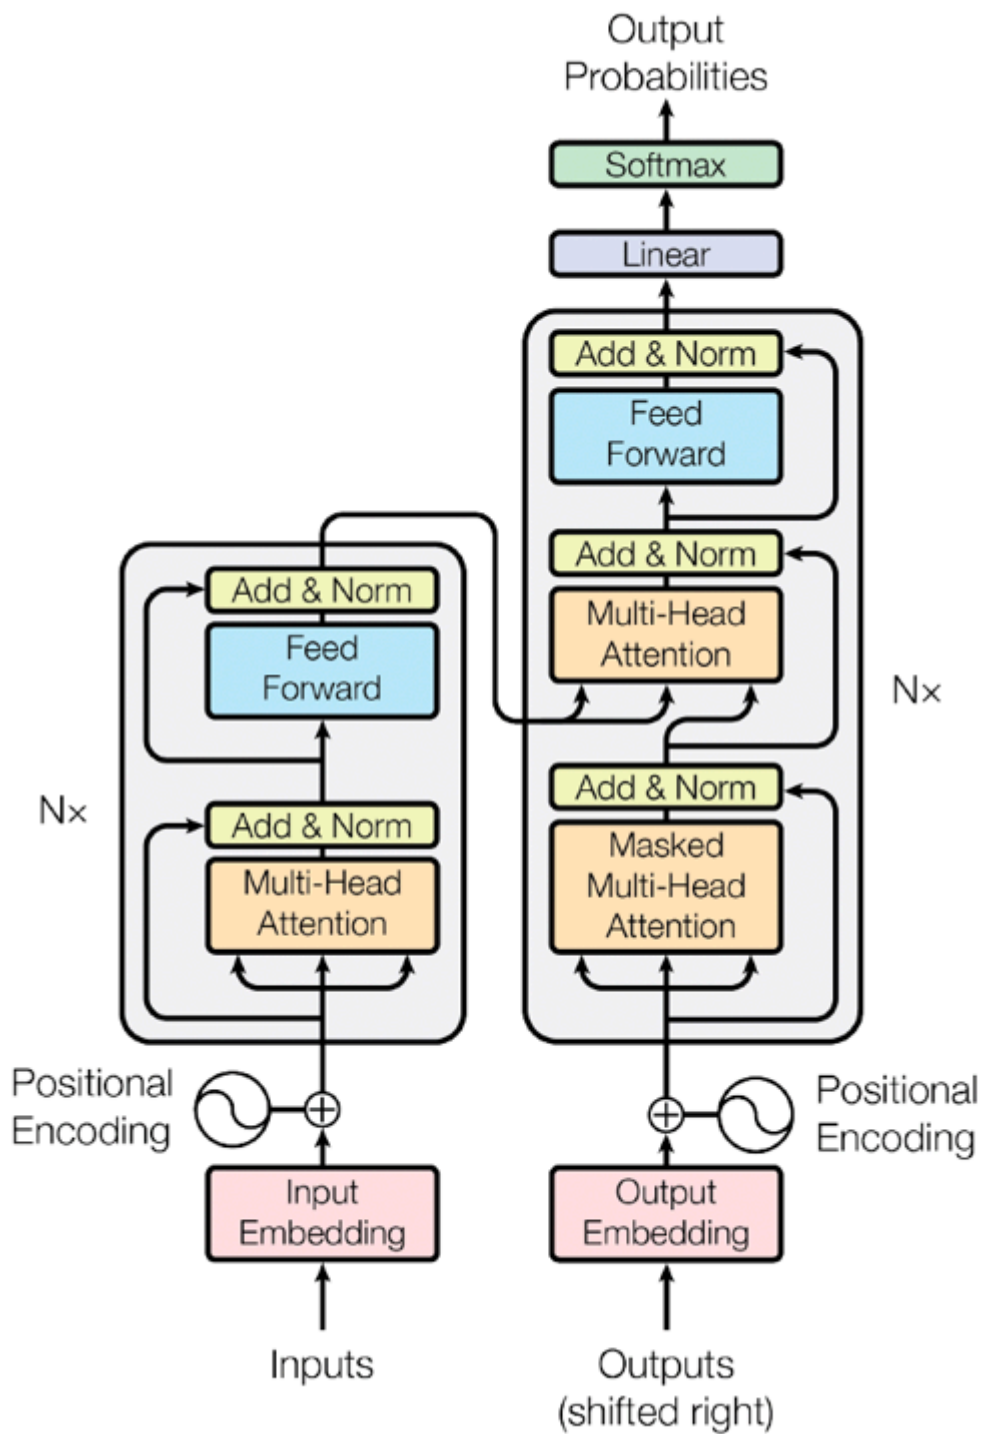 Output
Probabilities
Softmax
Linear
Add & Norm
Feed
Forward
Add & Norm
Multi-Head
Attention
Add & Norm
Masked
Multi-Head
Attention
Nx
Add & Norm
Feed
Forward
Add & Norm
Multi-Head
Attention
Nx
Positional
Encoding
Positional
Encoding
Input
Embedding
Output
Embedding
Inputs
Outputs
(shifted right)